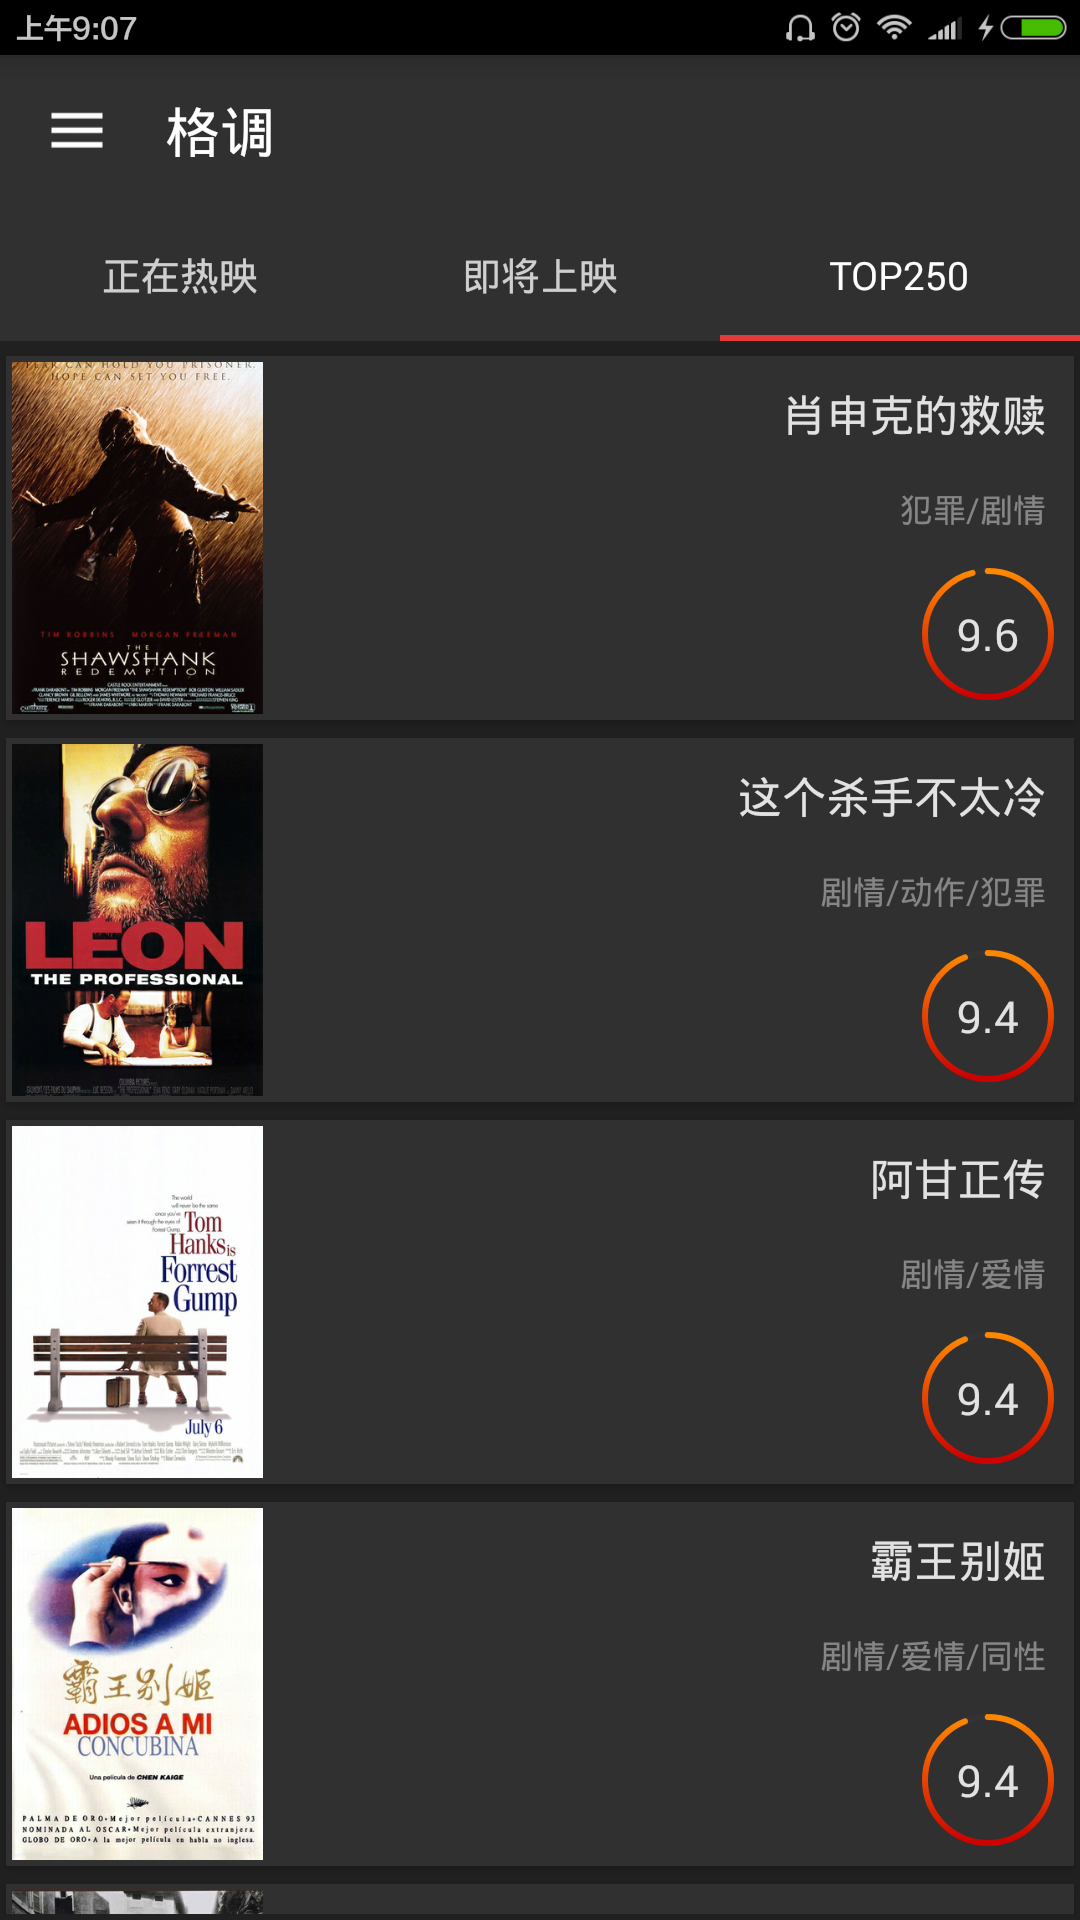 上午9:07
格调
正在热映
即将上映
TOP250
FEAR CAN HOLD YOU PRISONER.
HOPE CAN SET YOU FREE.
TIM ROBBINS MORGAN FREEMAN
THE
SHAWSHANK
REDEMPTION
肖申克的救赎
犯罪/剧情
9.6
LEON
THE PROFESSIONAL
这个杀手不太冷
剧情/动作/犯罪
9.4
The world
will never be the same
once you've
seen it through the eyes of
Forrest Gump.
Tom
Hanks is
Forrest
Gump
July 6
阿甘正传
剧情/爱情
9.4
霸王别姬
ADIOS A MI
CONCUBINA
Una película de CHEN KAIGE
PALMA DE ORO•Mejor película•CANNES 93
NOMINADA AL OSCAR•Mejor película extranjera.
GLOBO DE ORO•A la mejor película en habla no inglesa.
霸王别姬
剧情/爱情/同性
9.4